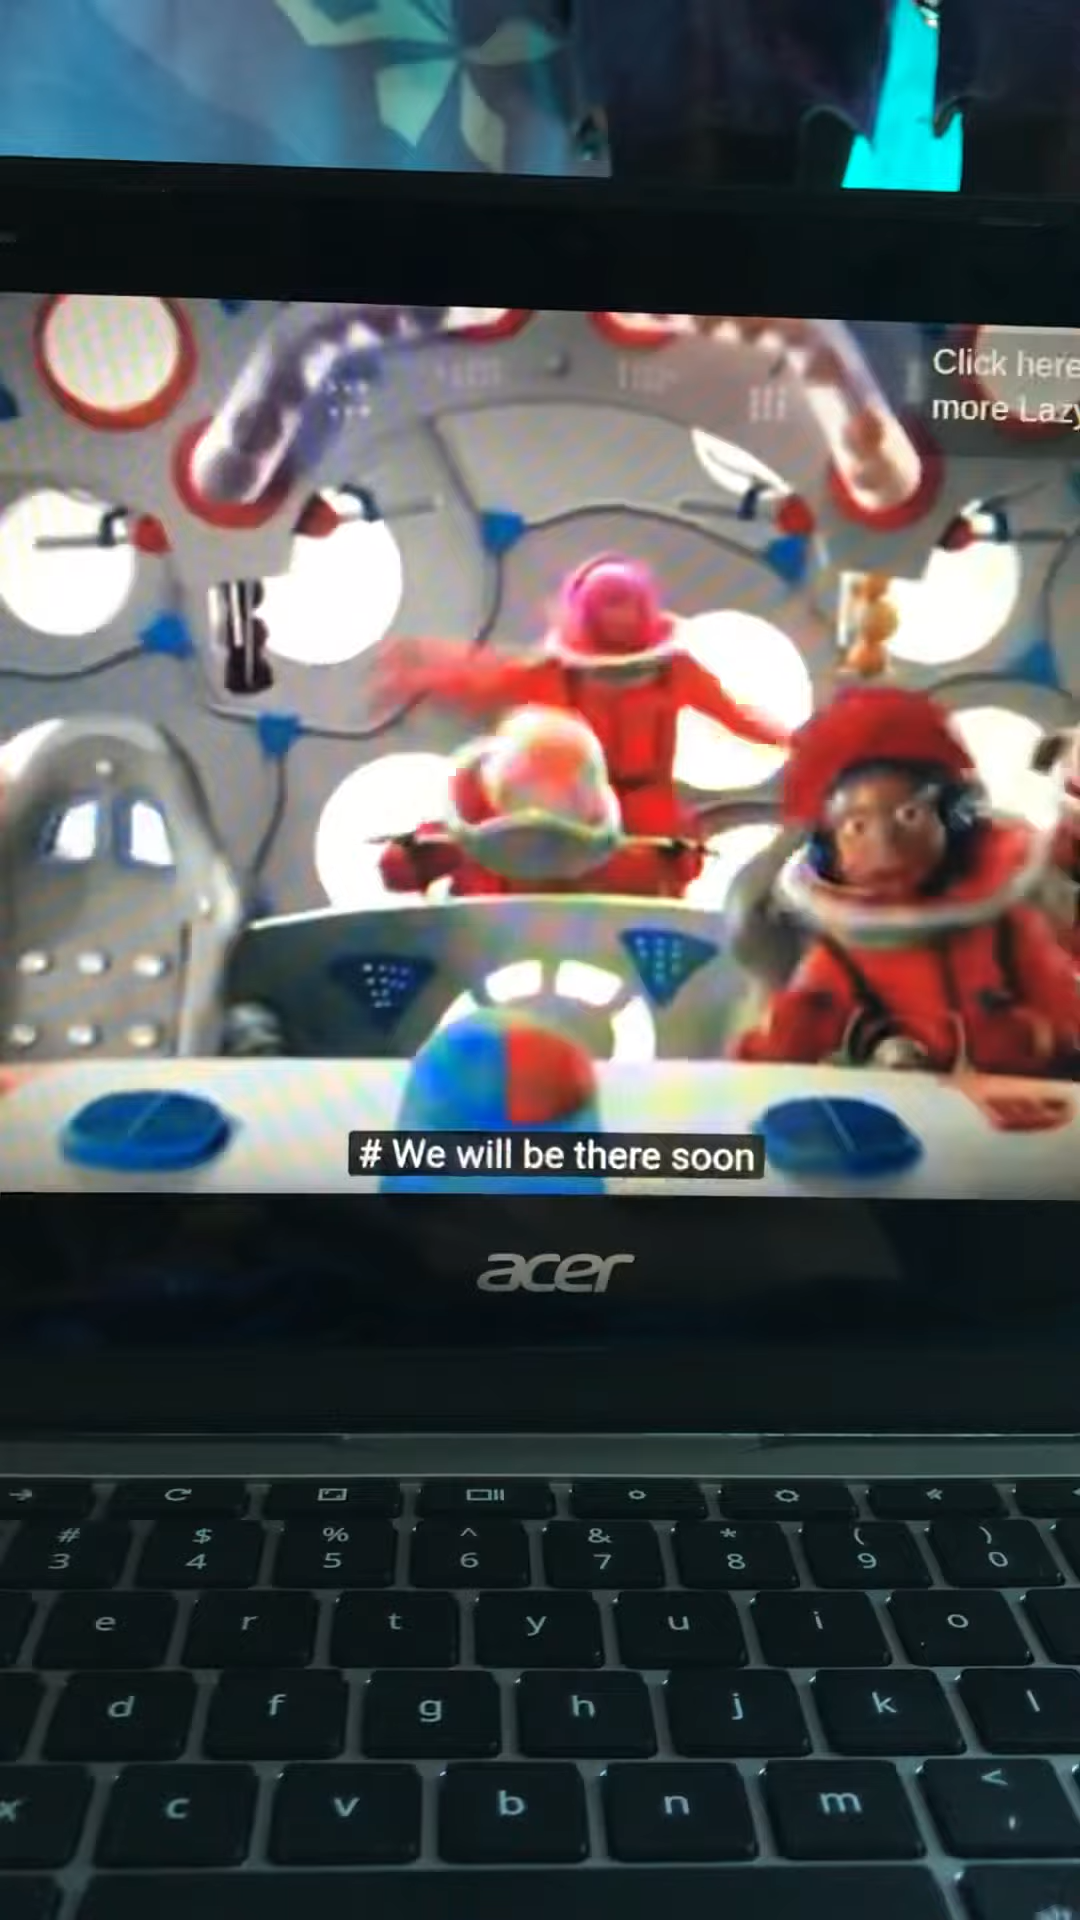 Click here
more Lazy
# We will be there soon
acer
# $ % ^ & * ( )
3 4 5 6 7 8 9 0
e r t y u i o
d f g h j k l
x c v b n m <
,